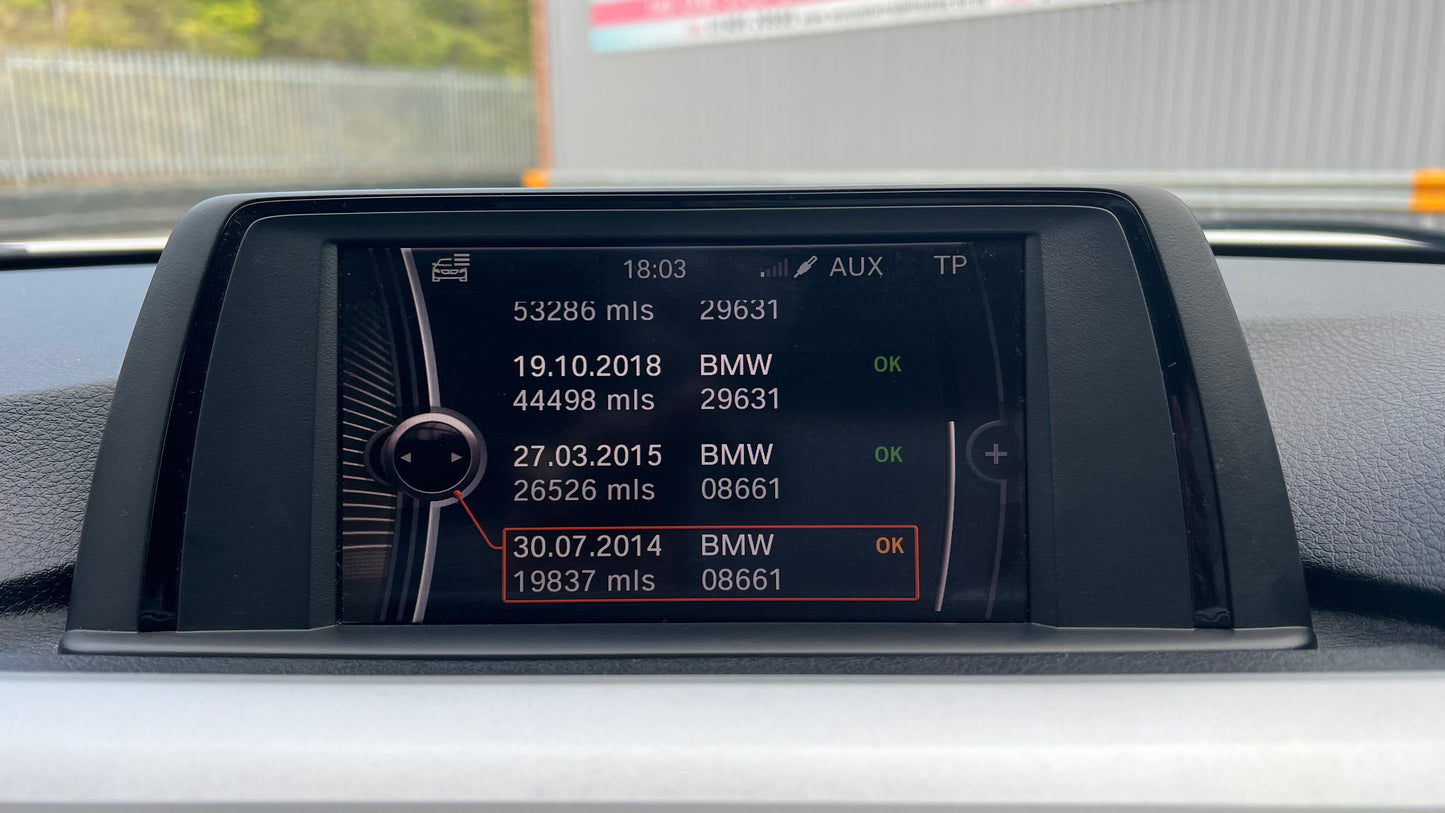 18:03 AUX TP
53286 mls 29631
19.10.2018 BMW OK
44498 mls 29631
27.03.2015 BMW OK
26526 mls 08661
30.07.2014 BMW OK
19837 mls 08661